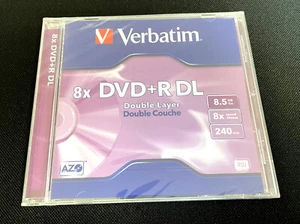 8x DVD+R DL
Verbatim
8x DVD+R DL
Double Layer
Double Couche
8.5
8x
240
AZO